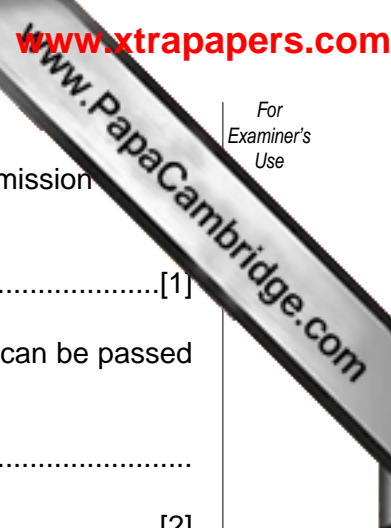 www.xtrapapers.com
www.PapaCambridge.com
For
Examiner's
Use
mission
.....................[1]
can be passed
..........................
[2]